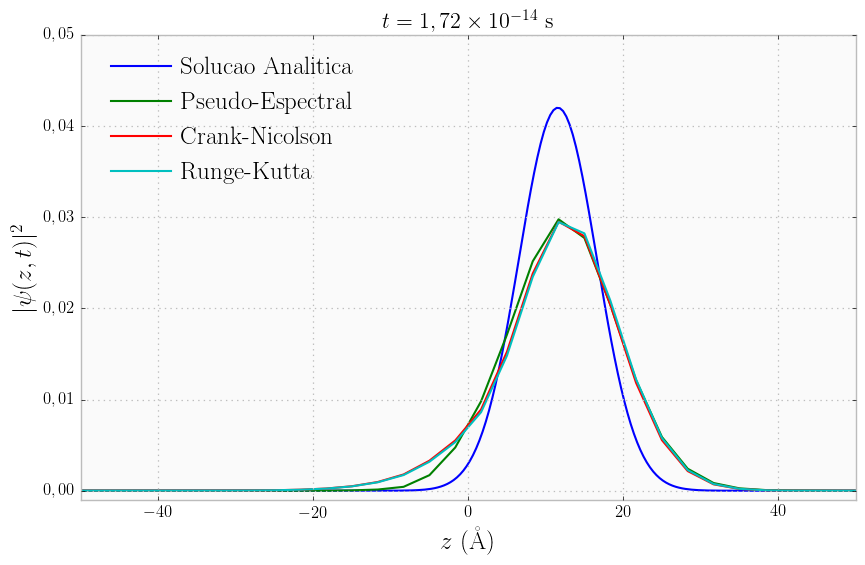 t = 1,72 × 10⁻¹⁴ s
0,05
0,04
0,03
0,02
0,01
0,00
|ψ(z, t)|²
Solucao Analitica
Pseudo-Espectral
Crank-Nicolson
Runge-Kutta
−40 −20 0 20 40
z (Å)